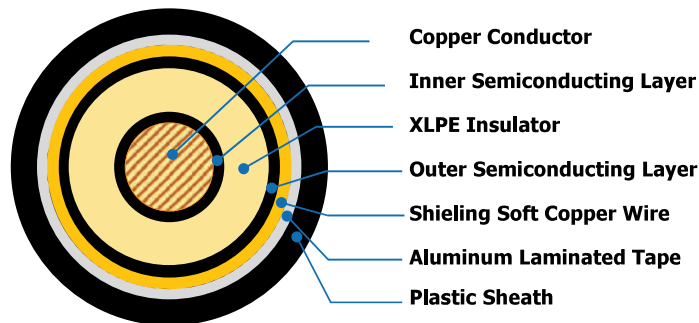 Copper Conductor
Inner Semiconducting Layer
XLPE Insulator
Outer Semiconducting Layer
Shieling Soft Copper Wire
Aluminum Laminated Tape
Plastic Sheath